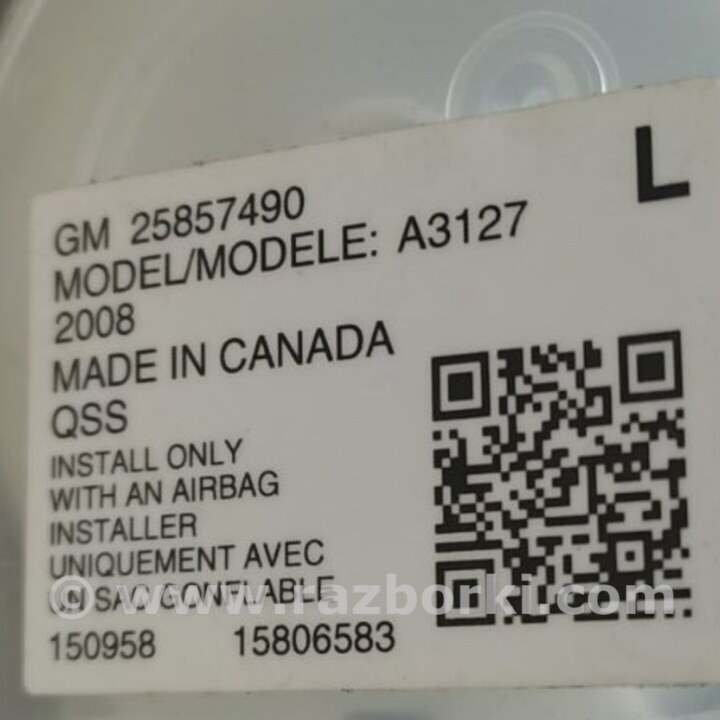 L
GM 25857490
MODEL/MODELE: A3127
2008
MADE IN CANADA
QSS
INSTALL ONLY
WITH AN AIRBAG
INSTALLER
UNIQUEMENT AVEC
UN SAC GONFLABLE
© www.razborki.com
150958 15806583